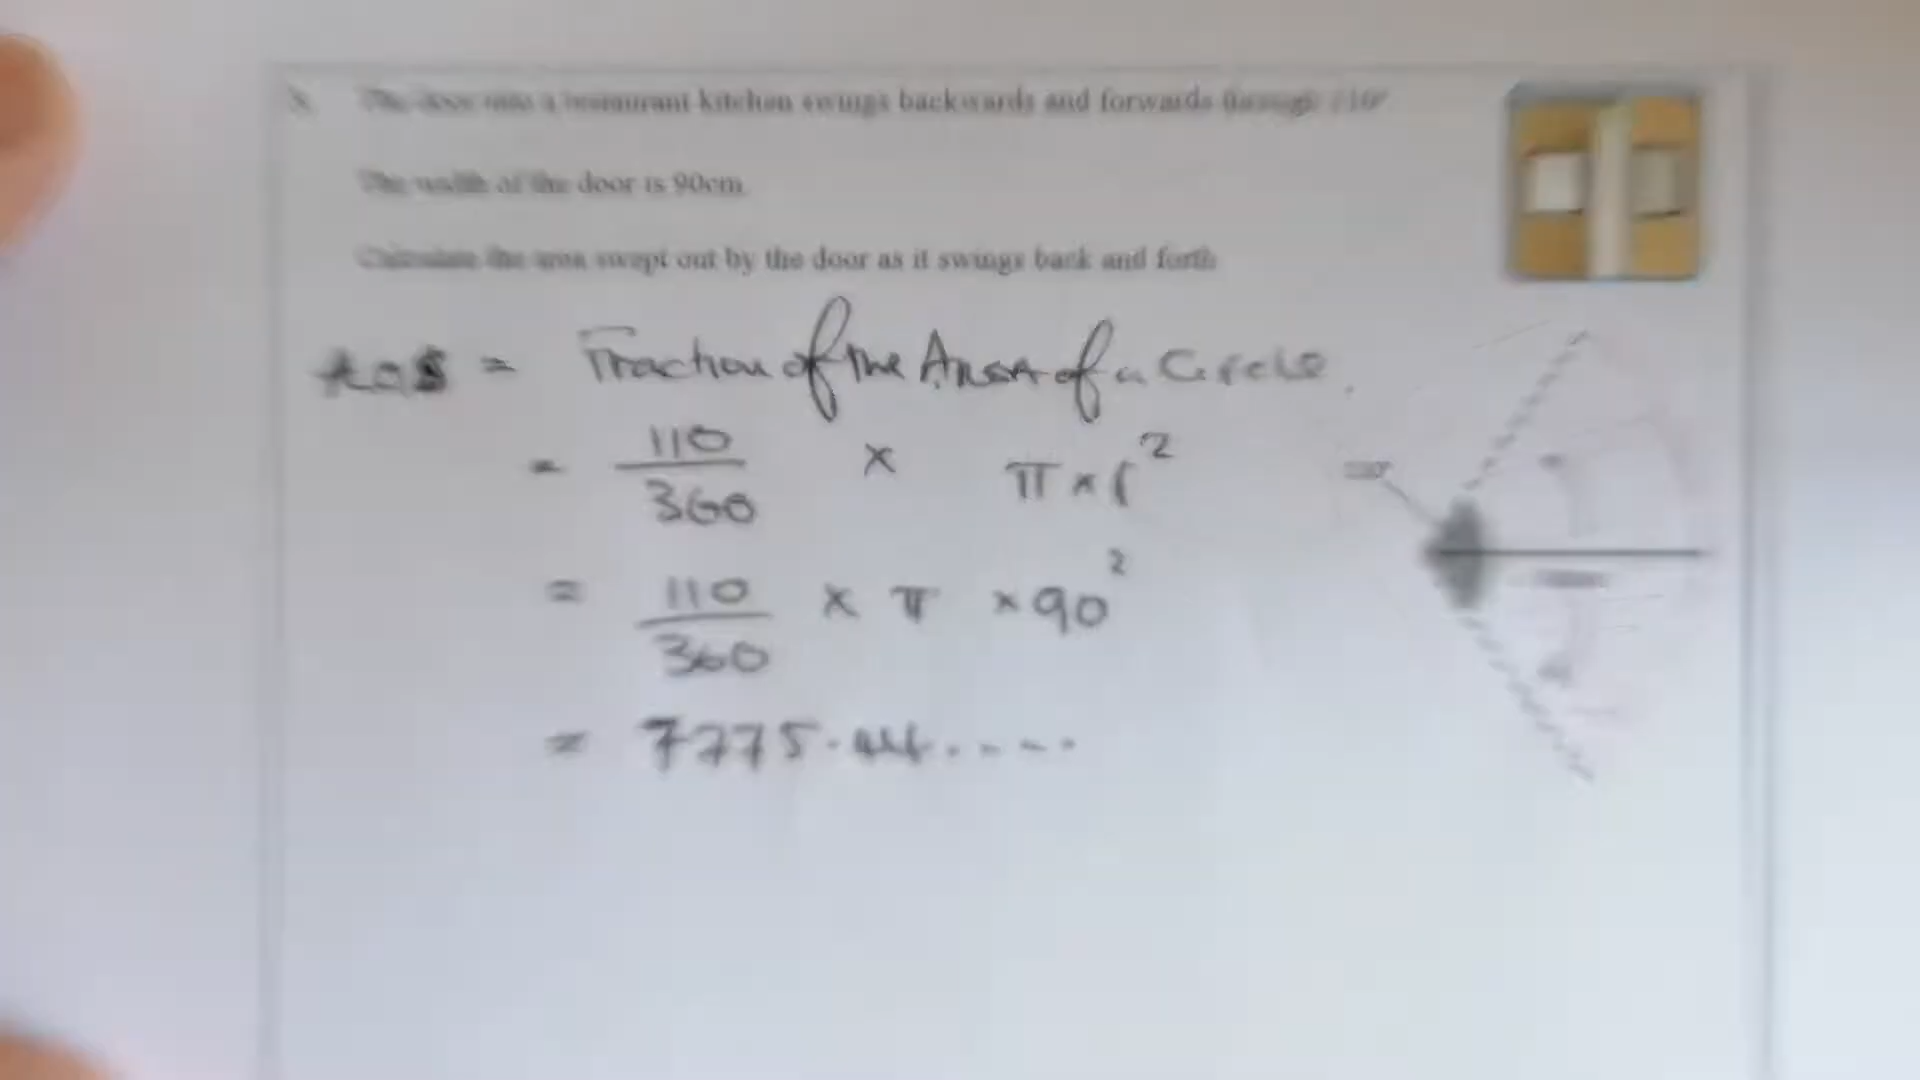 The door into a restaurant kitchen swings backwards and forwards through 110°
The width of the door is 90cm
Calculate the area swept out by the door as it swings back and forth
AOS = Fraction of the Area of a Circle.
= 110/360 × π × r²
= 110/360 × π × 90²
= 7775.44.....